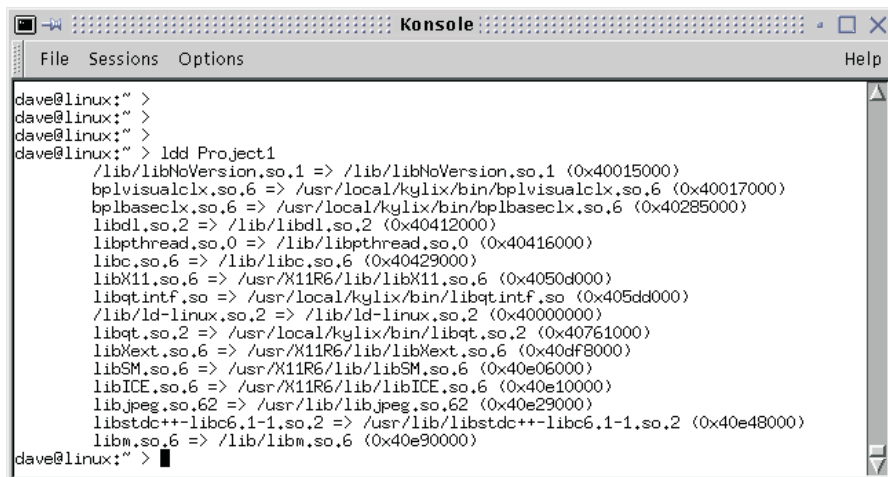 Konsole
File Sessions Options Help
dave@linux:~ >
dave@linux:~ >
dave@linux:~ >
dave@linux:~ > ldd Project1
/lib/libNoVersion.so.1 => /lib/libNoVersion.so.1 (0x40015000)
bplvisualclx.so.6 => /usr/local/kylix/bin/bplvisualclx.so.6 (0x40017000)
bplbaseclx.so.6 => /usr/local/kylix/bin/bplbaseclx.so.6 (0x40285000)
libdl.so.2 => /lib/libdl.so.2 (0x40412000)
libpthread.so.0 => /lib/libpthread.so.0 (0x40416000)
libc.so.6 => /lib/libc.so.6 (0x40429000)
libX11.so.6 => /usr/X11R6/lib/libX11.so.6 (0x4050d000)
libqtintf.so => /usr/local/kylix/bin/libqtintf.so (0x405dd000)
/lib/ld-linux.so.2 => /lib/ld-linux.so.2 (0x40000000)
libqt.so.2 => /usr/local/kylix/bin/libqt.so.2 (0x40761000)
libXext.so.6 => /usr/X11R6/lib/libXext.so.6 (0x40df8000)
libSM.so.6 => /usr/X11R6/lib/libSM.so.6 (0x40e06000)
libICE.so.6 => /usr/X11R6/lib/libICE.so.6 (0x40e10000)
libjpeg.so.62 => /usr/lib/libjpeg.so.62 (0x40e29000)
libstdc++-libc6.1-1.so.2 => /usr/lib/libstdc++-libc6.1-1.so.2 (0x40e48000)
libm.so.6 => /lib/libm.so.6 (0x40e90000)
dave@linux:~ >